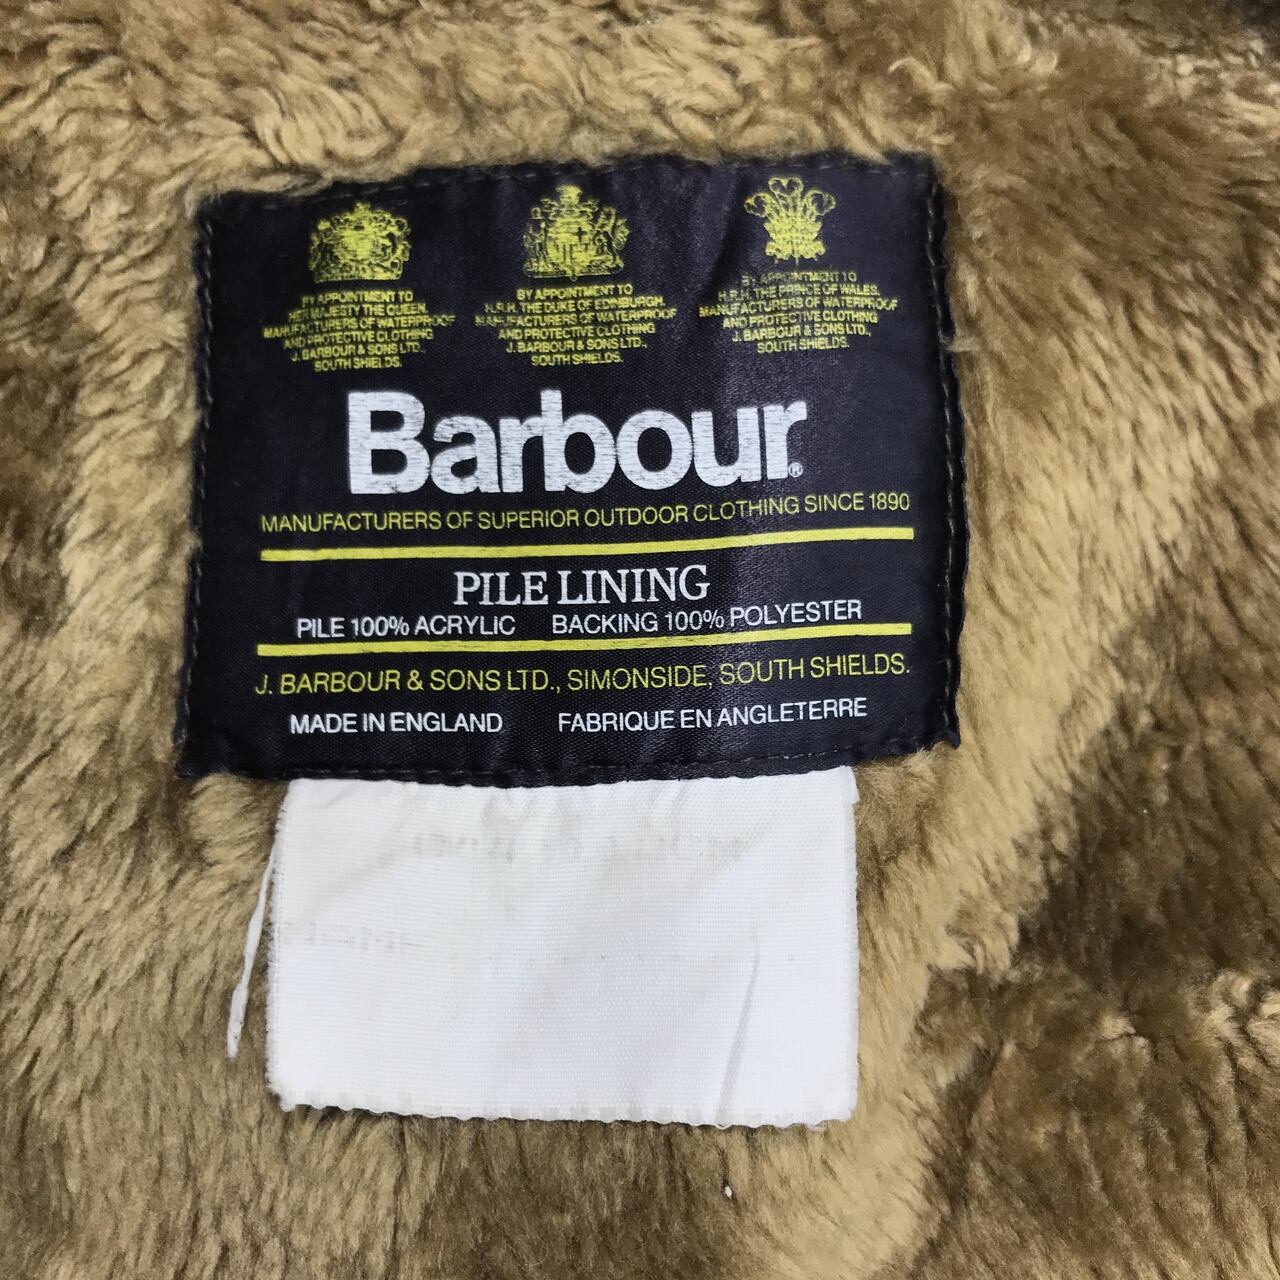 BY APPOINTMENT TO
HER MAJESTY THE QUEEN
MANUFACTURERS OF WATERPROOF
AND PROTECTIVE CLOTHING
J. BARBOUR & SONS LTD.,
SOUTH SHIELDS.
BY APPOINTMENT TO
H.R.H. THE DUKE OF EDINBURGH.
MANUFACTURERS OF WATERPROOF
AND PROTECTIVE CLOTHING
J. BARBOUR & SONS LTD.,
SOUTH SHIELDS.
BY APPOINTMENT TO
H.R.H. THE PRINCE OF WALES.
MANUFACTURERS OF WATERPROOF
AND PROTECTIVE CLOTHING
J. BARBOUR & SONS LTD.,
SOUTH SHIELDS.
Barbour®
MANUFACTURERS OF SUPERIOR OUTDOOR CLOTHING SINCE 1890
PILE LINING
PILE 100% ACRYLIC BACKING 100% POLYESTER
J. BARBOUR & SONS LTD., SIMONSIDE, SOUTH SHIELDS.
MADE IN ENGLAND FABRIQUE EN ANGLETERRE